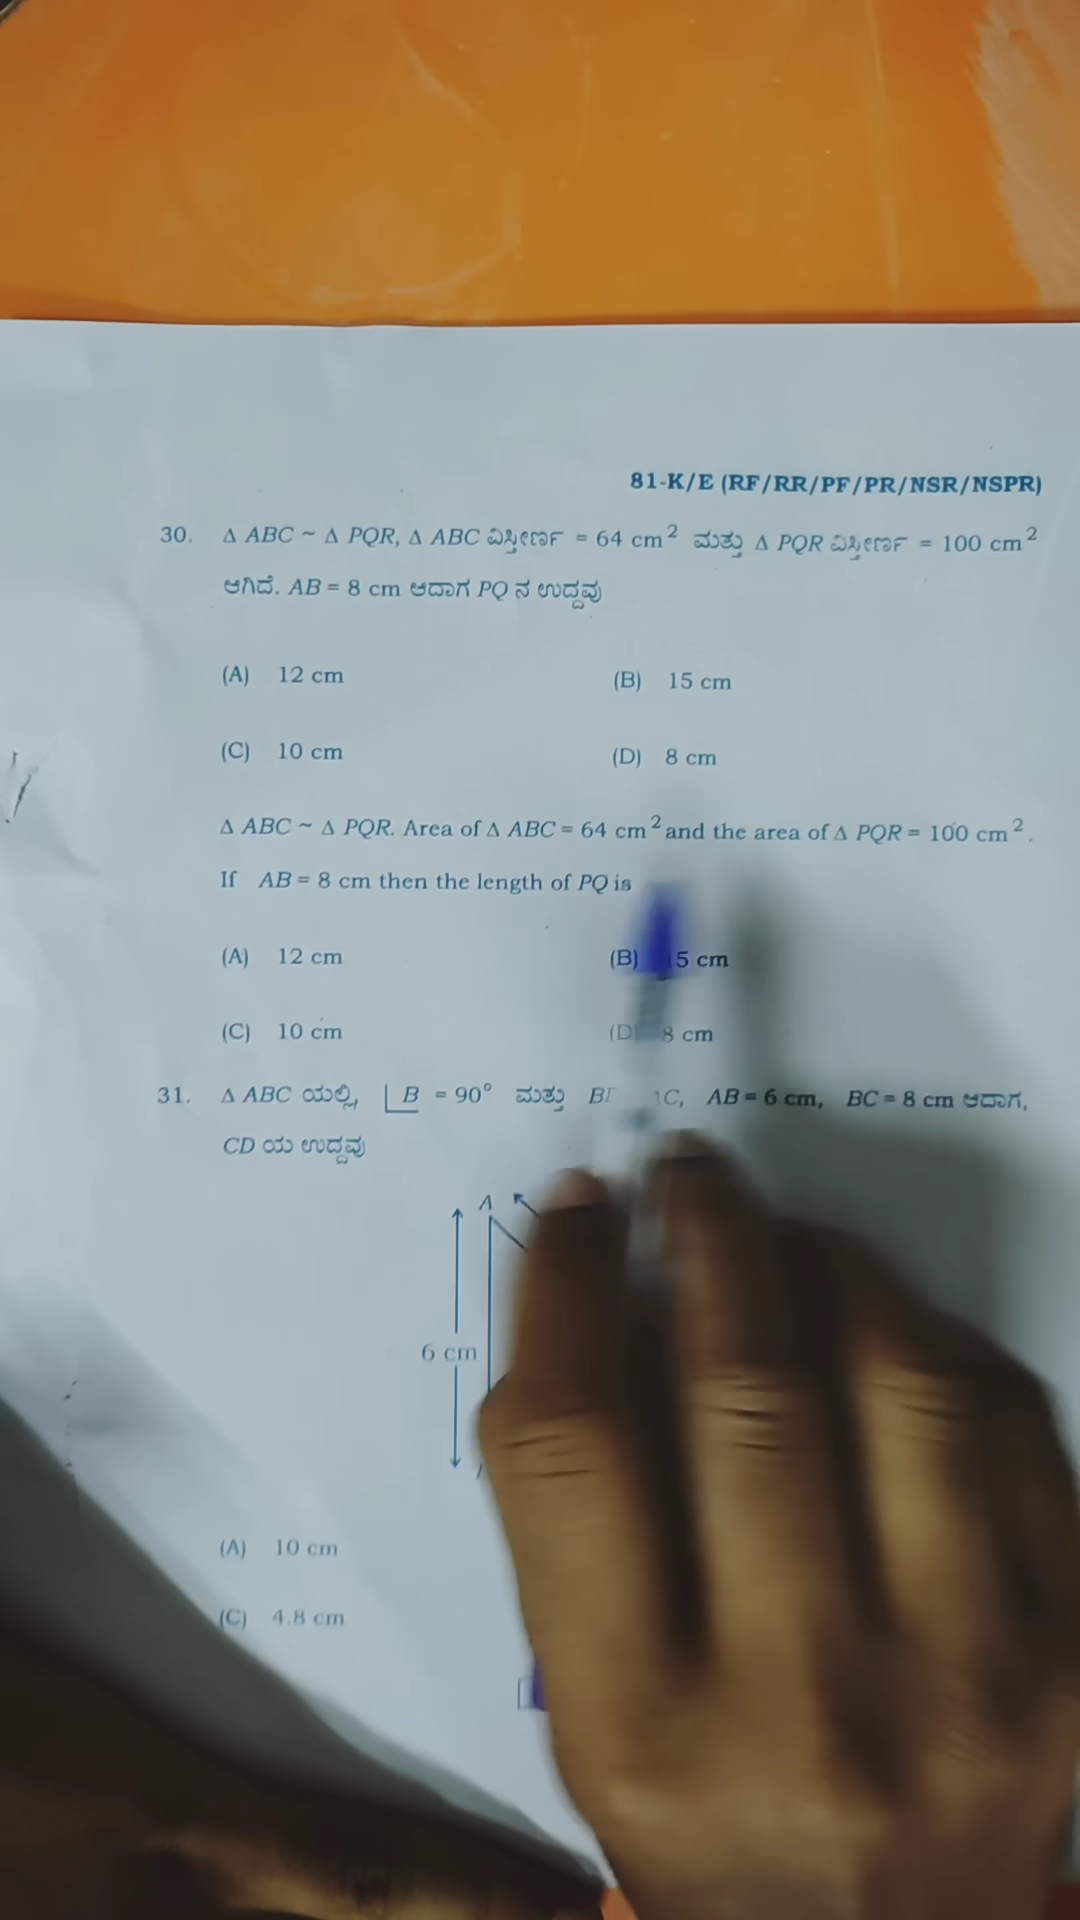 81-K/E (RF/RR/PF/PR/NSR/NSPR)
30. Δ ABC ~ Δ PQR, Δ ABC ವಿಸ್ತೀರ್ಣ = 64 cm² ಮತ್ತು Δ PQR ವಿಸ್ತೀರ್ಣ = 100 cm²
ಆಗಿದೆ. AB = 8 cm ಆದಾಗ PQ ನ ಉದ್ದವು
(A) 12 cm (B) 15 cm
(C) 10 cm (D) 8 cm
Δ ABC ~ Δ PQR. Area of Δ ABC = 64 cm² and the area of Δ PQR = 100 cm².
If AB = 8 cm then the length of PQ is
(A) 12 cm (B) 15 cm
(C) 10 cm (D) 8 cm
31. Δ ABC ಯಲ್ಲಿ, ∠B = 90° ಮತ್ತು AB = 6 cm, BC = 8 cm ಆದಾಗ,
CD ಯ ಉದ್ದವು
A
6 cm
(A) 10 cm
(C) 4.8 cm